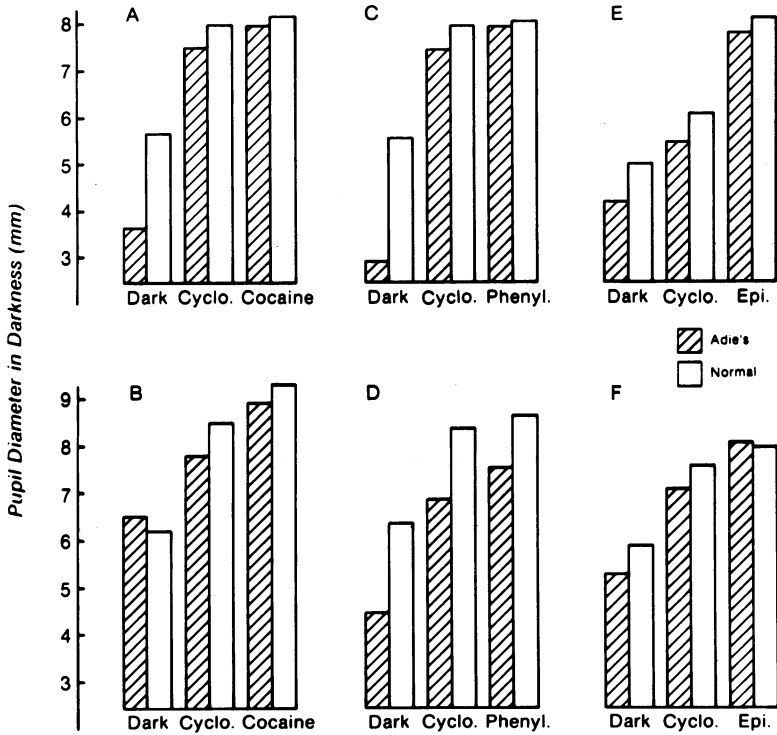 Pupil Diameter in Darkness (mm)
A
8
7
6
5
4
3
Dark Cyclo. Cocaine
C
Dark Cyclo. Phenyl.
E
Dark Cyclo. Epi.
Adie's
Normal
B
9
8
7
6
5
4
3
Dark Cyclo. Cocaine
D
Dark Cyclo. Phenyl.
F
Dark Cyclo. Epi.